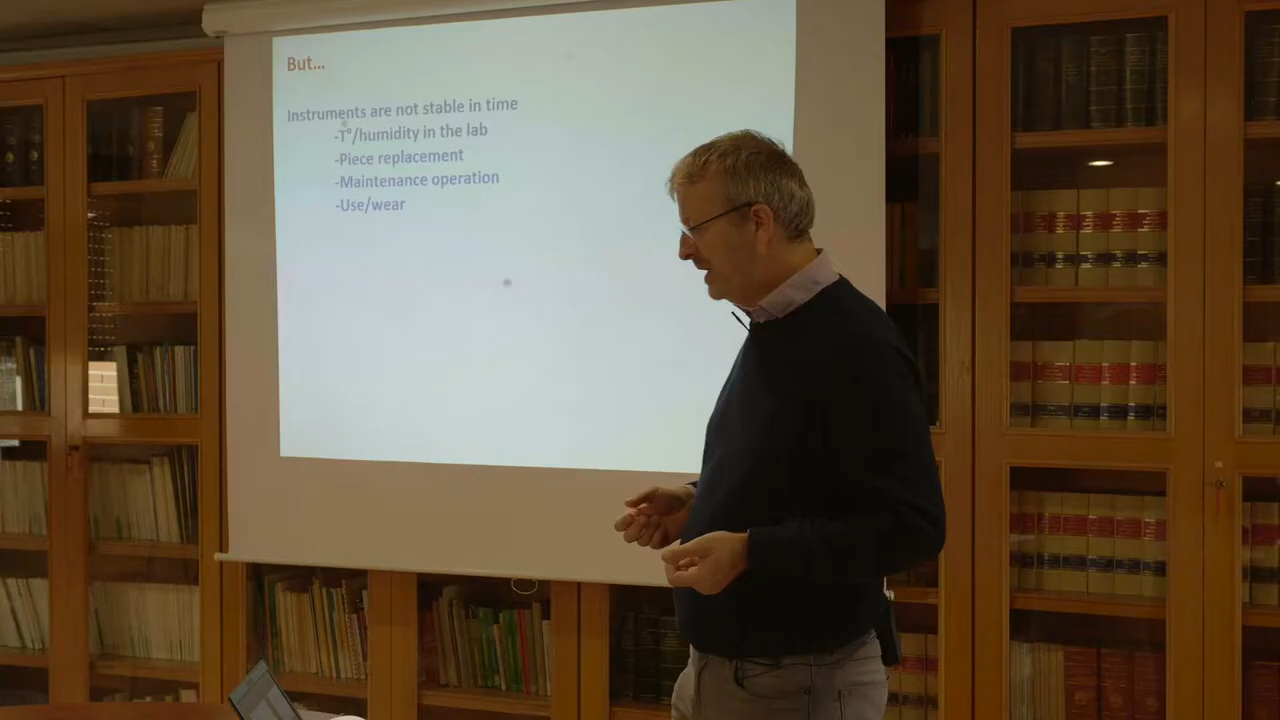 But...
Instruments are not stable in time
-T°/humidity in the lab
-Piece replacement
-Maintenance operation
-Use/wear